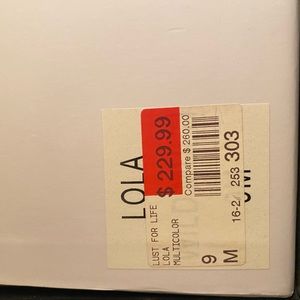 LOLA
LUST FOR LIFE
LOLA
MULTICOLOR
$ 229.99
Compare $ 260.00
9
M
16-2 253 303